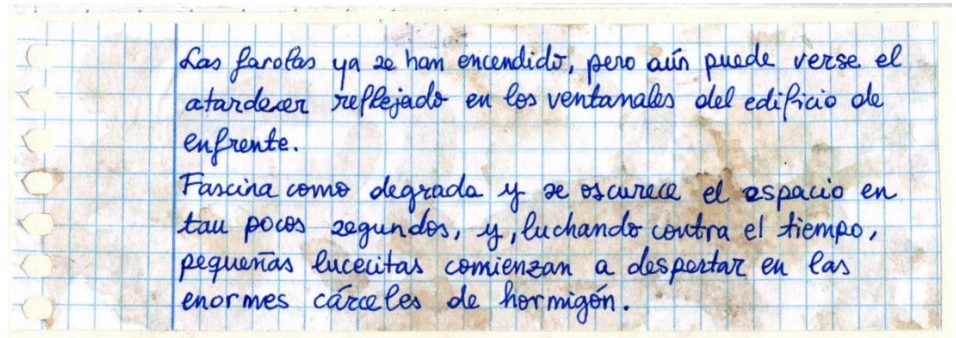 Las farolas ya se han encendido, pero aún puede verse el
atardecer reflejado en los ventanales del edificio de
enfrente.
Fascina como degrada y se oscurece el espacio en
tan pocos segundos, y, luchando contra el tiempo,
pequeñas lucecitas comienzan a despertar en las
enormes cárceles de hormigón.